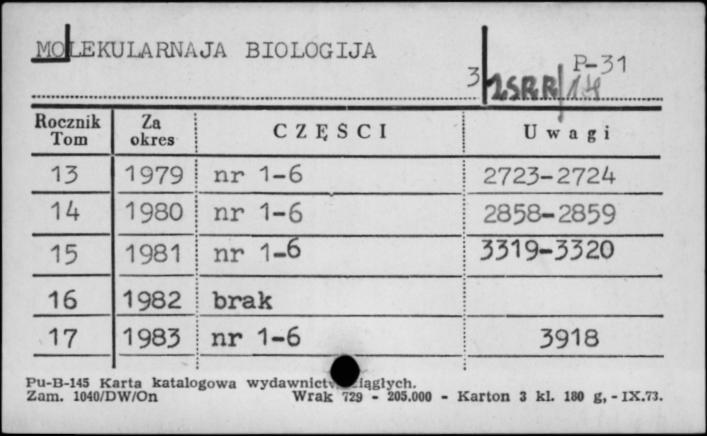 MOLEKULARNAJA BIOLOGIJA
P-31
3
Rocznik Tom Za okres CZĘŚCI Uwagi
13 1979 nr 1-6 2723-2724
14 1980 nr 1-6 2858-2859
15 1981 nr 1-6 3319-3320
16 1982 brak
17 1983 nr 1-6 3918
Pu-B-145 Karta katalogowa wydawnictw ciągłych.
Zam. 1040/DW/On Wrak 729 - 205.000 - Karton 3 kl. 180 g, - IX.73.